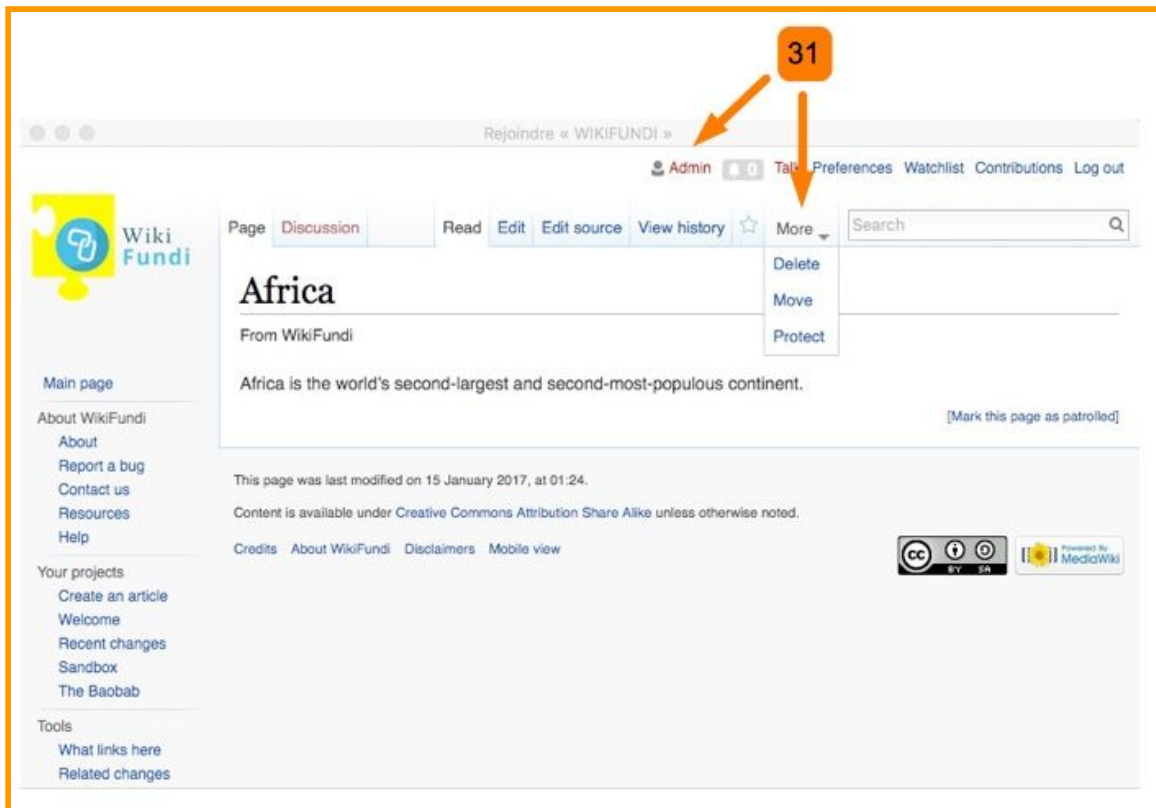 31
Rejoindre « WIKIFUNDI »
Admin 0 Talk Preferences Watchlist Contributions Log out
Wiki
Fundi
Page Discussion Read Edit Edit source View history More Search
Delete
Move
Protect
Africa
From WikiFundi
Africa is the world's second-largest and second-most-populous continent.
[Mark this page as patrolled]
This page was last modified on 15 January 2017, at 01:24.
Content is available under Creative Commons Attribution Share Alike unless otherwise noted.
Credits About WikiFundi Disclaimers Mobile view
cc BY SA
Powered By
MediaWiki
Main page
About WikiFundi
About
Report a bug
Contact us
Resources
Help
Your projects
Create an article
Welcome
Recent changes
Sandbox
The Baobab
Tools
What links here
Related changes